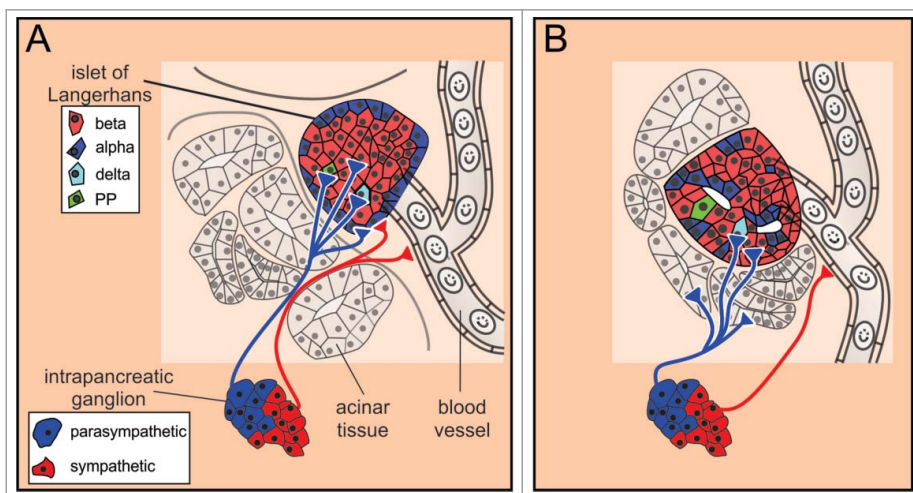 A
islet of
Langerhans
beta
alpha
delta
PP
intrapancreatic
ganglion
parasympathetic
sympathetic
acinar
tissue
blood
vessel
B